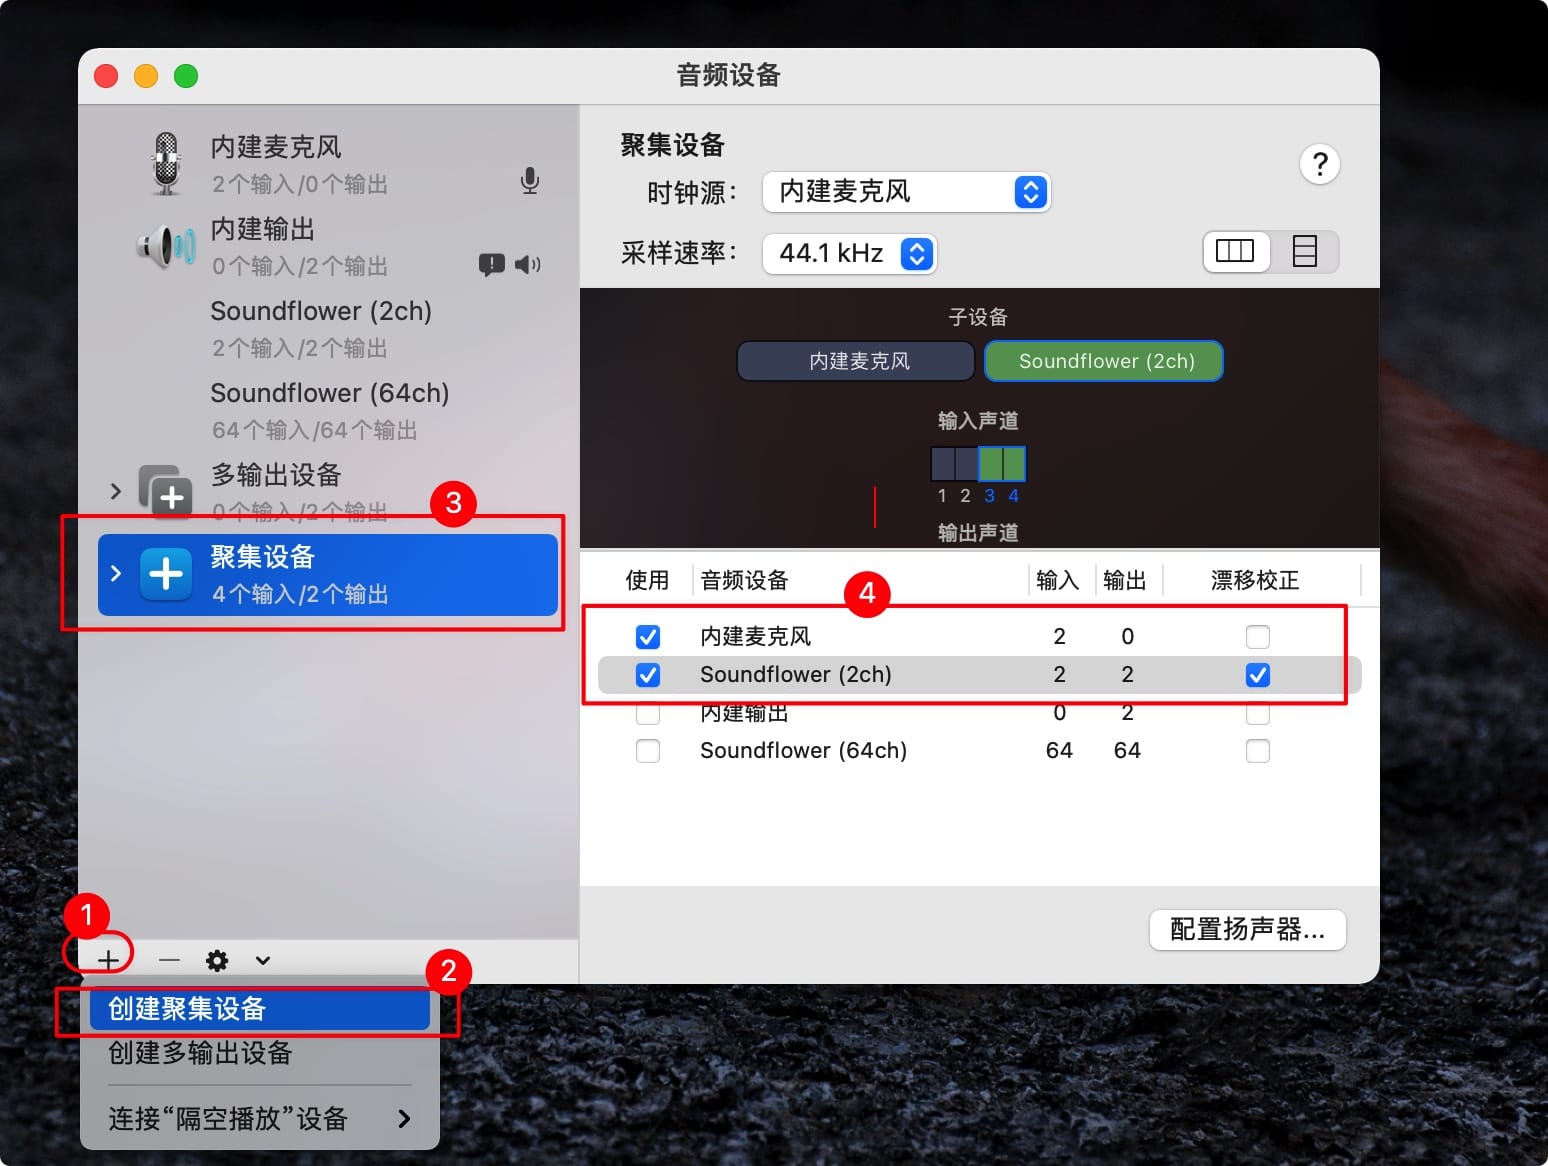 音频设备
内建麦克风
2个输入/0个输出
内建输出
0个输入/2个输出
Soundflower (2ch)
2个输入/2个输出
Soundflower (64ch)
64个输入/64个输出
多输出设备
0个输入/2个输出
3
聚集设备
4个输入/2个输出
1
2
创建聚集设备
创建多输出设备
连接“隔空播放”设备
聚集设备
?
时钟源：
内建麦克风
采样速率：
44.1 kHz
子设备
内建麦克风
Soundflower (2ch)
输入声道
1 2 3 4
输出声道
使用 音频设备 输入 输出 漂移校正
4
内建麦克风 2 0
Soundflower (2ch) 2 2
内建输出 0 2
Soundflower (64ch) 64 64
配置扬声器...